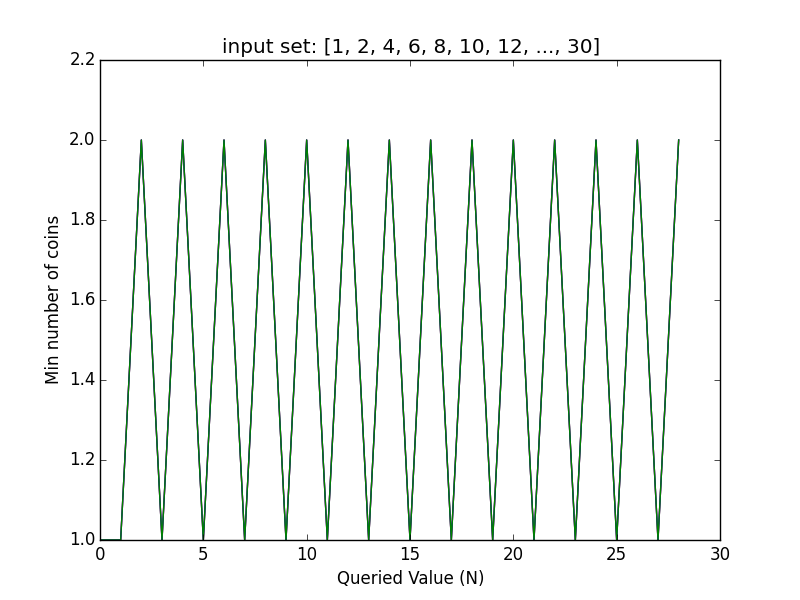 input set: [1, 2, 4, 6, 8, 10, 12, ..., 30]
2.2
2.0
1.8
1.6
1.4
1.2
1.0
Min number of coins
0 5 10 15 20 25 30
Queried Value (N)